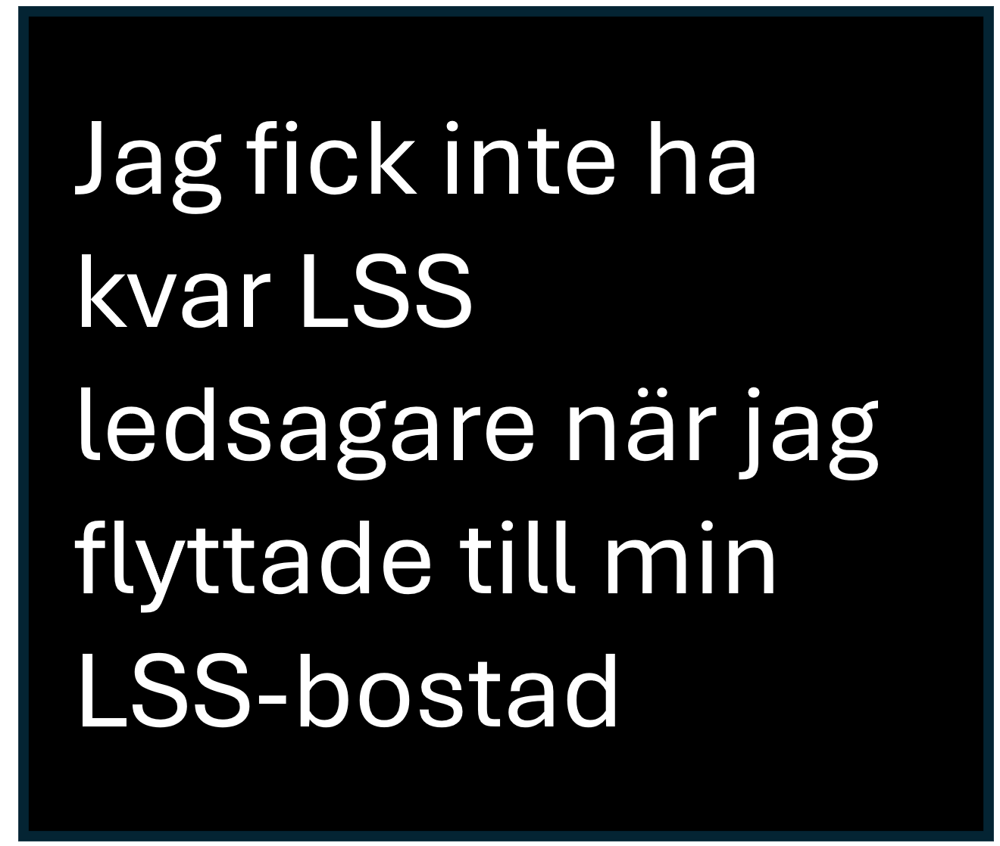 Jag fick inte ha
kvar LSS
ledsagare när jag
flyttade till min
LSS-bostad